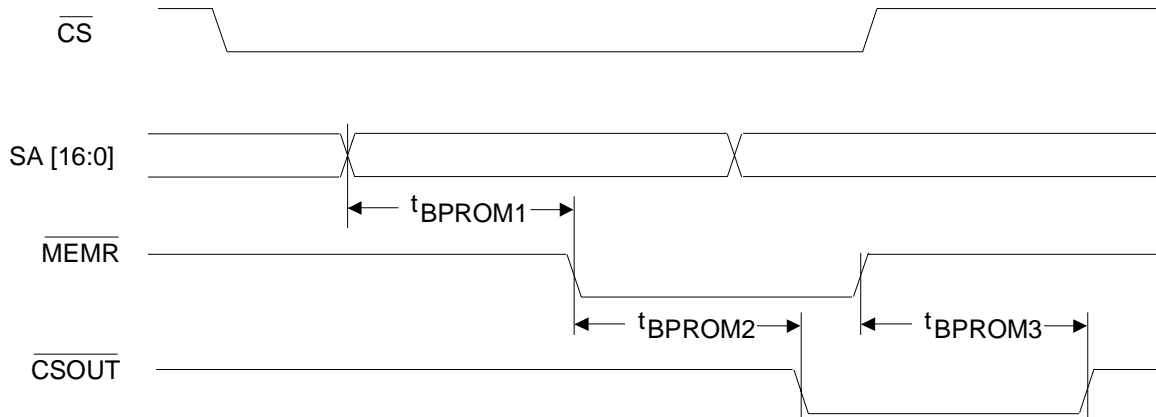 CS
SA [16:0]
tBPROM1
MEMR
tBPROM2
tBPROM3
CSOUT